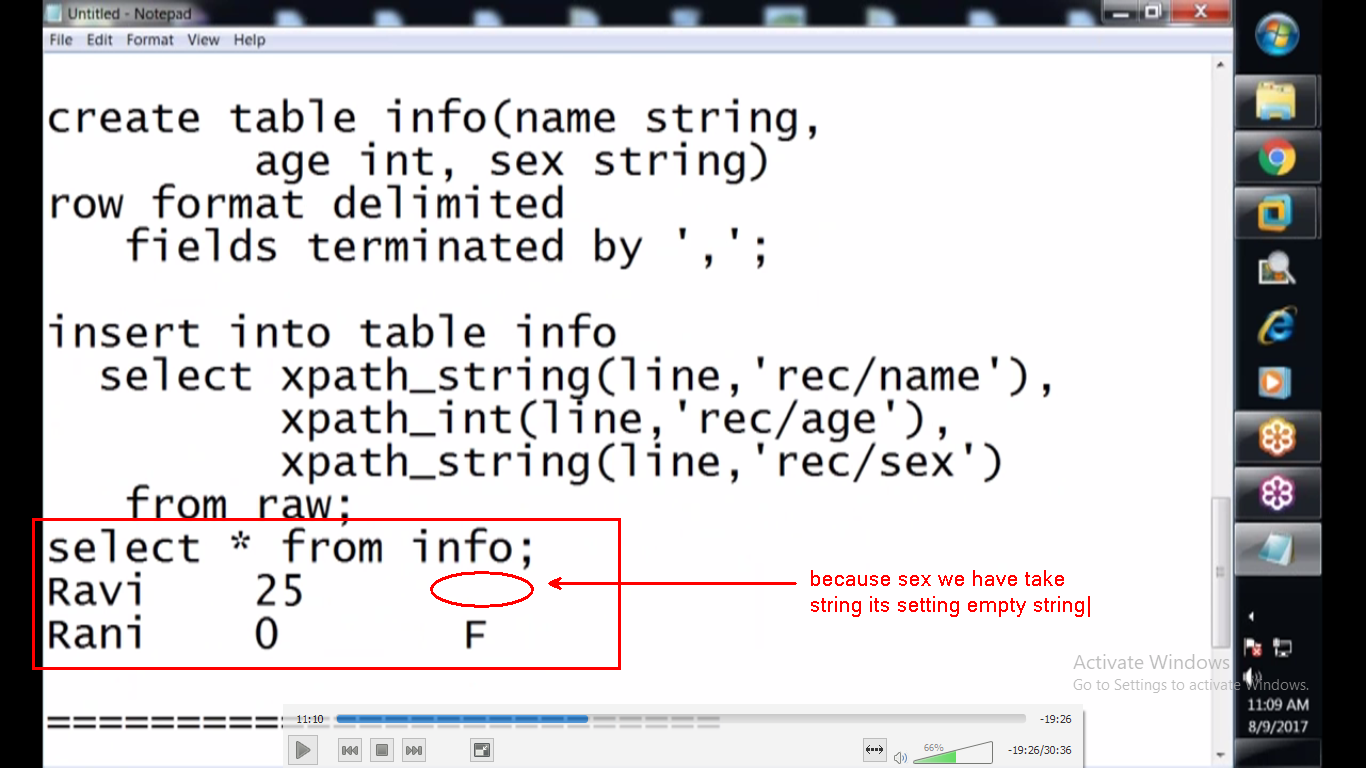 Untitled - Notepad
File Edit Format View Help
create table info(name string,
age int, sex string)
row format delimited
fields terminated by ',';
insert into table info
select xpath_string(line,'rec/name'),
xpath_int(line,'rec/age'),
xpath_string(line,'rec/sex')
from raw;
select * from info;
Ravi 25
Rani 0 F
because sex we have take
string its setting empty string
Activate Windows
Go to Settings to activate Windows.
==========
11:10 -19:26
66% -19:26/30:36
11:09 AM
8/9/2017